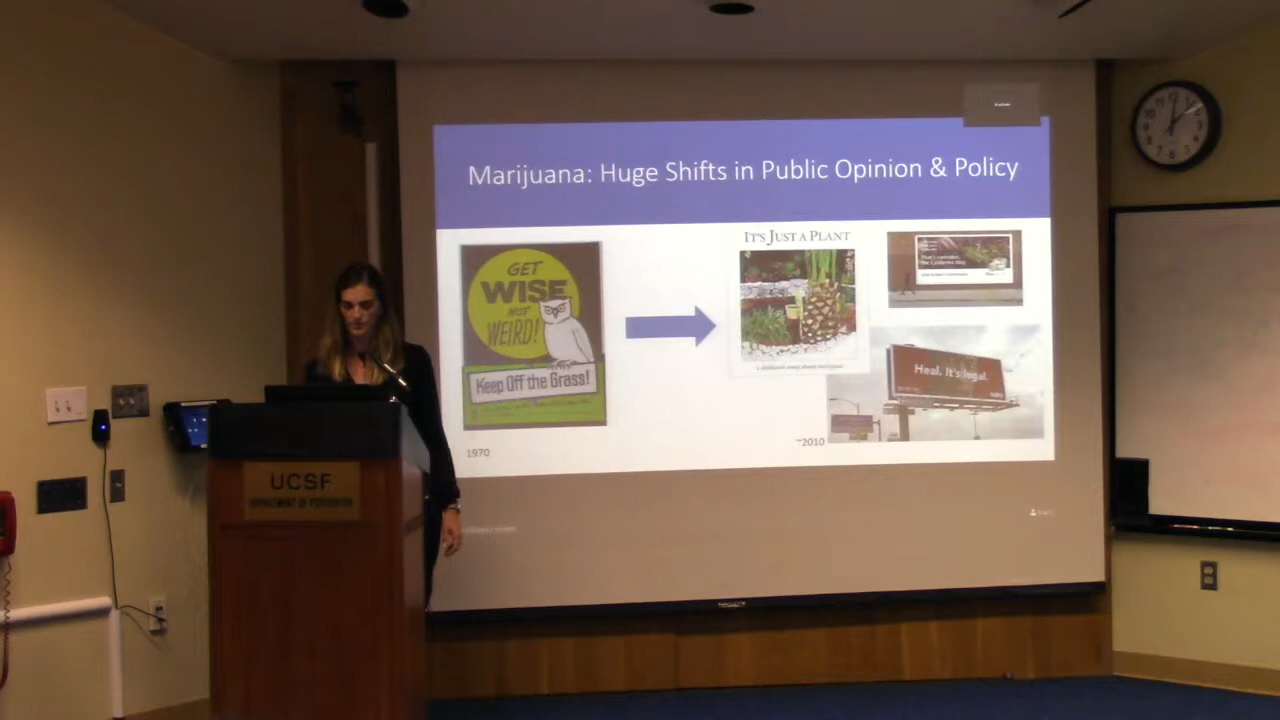 Marijuana: Huge Shifts in Public Opinion & Policy
GET
WISE
NOT
WEIRD!
Keep Off the Grass!
1970
IT'S JUST A PLANT
Heal. It's legal.
~2010
UCSF
DEPARTMENT OF PSYCHIATRY